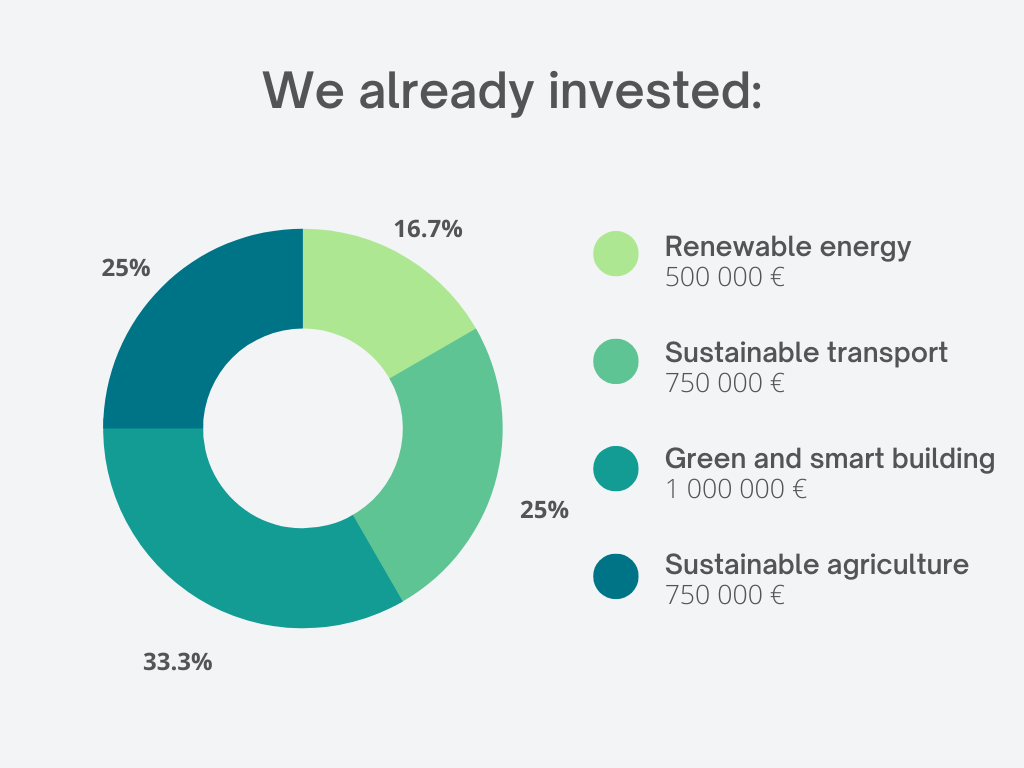 We already invested:
16.7%
25%
25%
33.3%
Renewable energy
500 000 €
Sustainable transport
750 000 €
Green and smart building
1 000 000 €
Sustainable agriculture
750 000 €